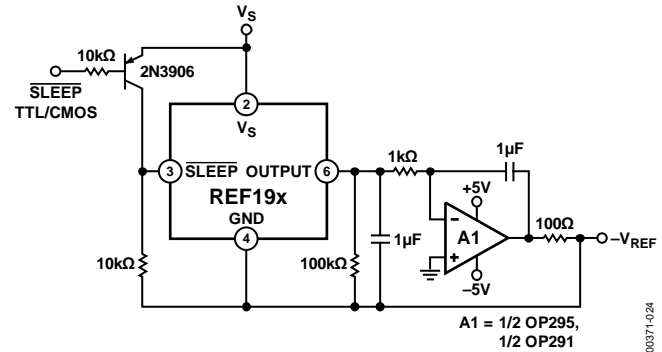 V_S
10kΩ
2N3906
SLEEP
TTL/CMOS
2
V_S
3
SLEEP OUTPUT
6
REF19x
GND
4
1kΩ
1µF
+5V
–
A1
+
–5V
100Ω
–V_REF
10kΩ
100kΩ
1µF
A1 = 1/2 OP295,
1/2 OP291
00371-024